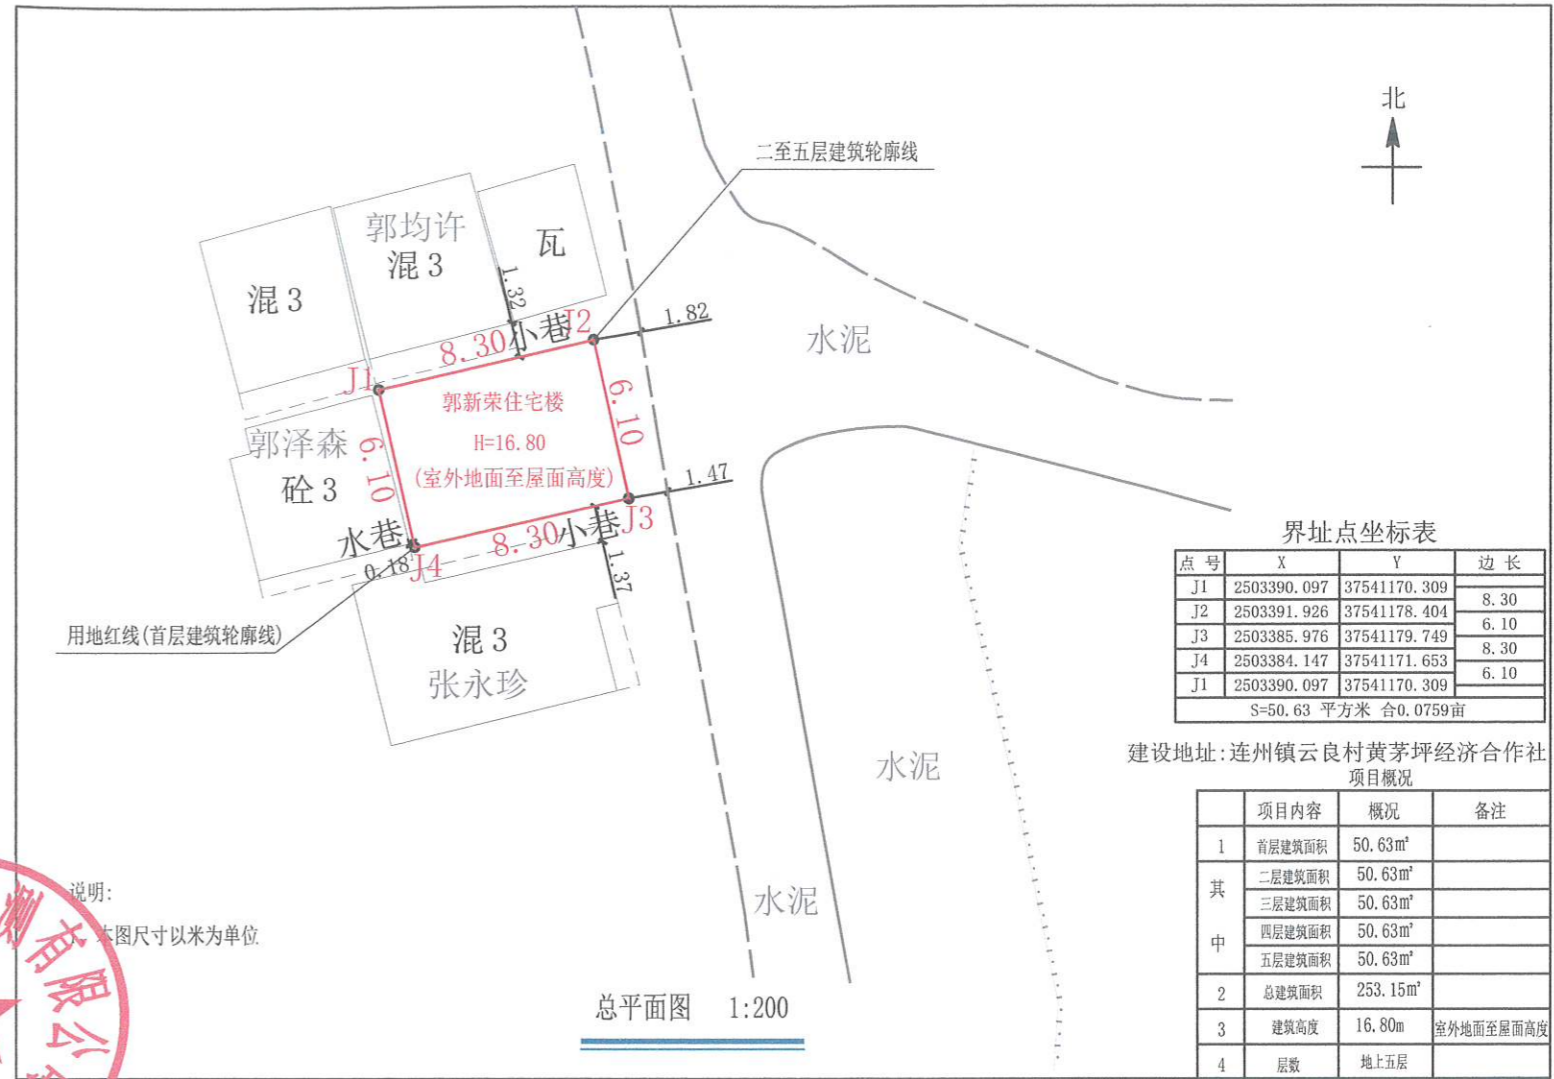 北
二至五层建筑轮廓线
郭均许
混3
瓦
混3
1.32
小巷
J2
1.82
水泥
8.30
J1
郭新荣住宅楼
H=16.80
(室外地面至屋面高度)
6.10
郭泽森
砼3
6.10
1.47
水巷
0.18
J4
8.30
小巷
J3
1.37
用地红线(首层建筑轮廓线)
混3
张永珍
水泥
水泥
界址点坐标表
点号 X Y 边长
J1 2503390.097 37541170.309
8.30
J2 2503391.926 37541178.404
6.10
J3 2503385.976 37541179.749
8.30
J4 2503384.147 37541171.653
6.10
J1 2503390.097 37541170.309
S=50.63 平方米 合0.0759亩
建设地址:连州镇云良村黄茅坪经济合作社
项目概况
项目内容 概况 备注
1 首层建筑面积 50.63m²
其中 二层建筑面积 50.63m²
三层建筑面积 50.63m²
四层建筑面积 50.63m²
五层建筑面积 50.63m²
2 总建筑面积 253.15m²
3 建筑高度 16.80m 室外地面至屋面高度
4 层数 地上五层
说明:
本图尺寸以米为单位
总平面图 1:200
测有限公司